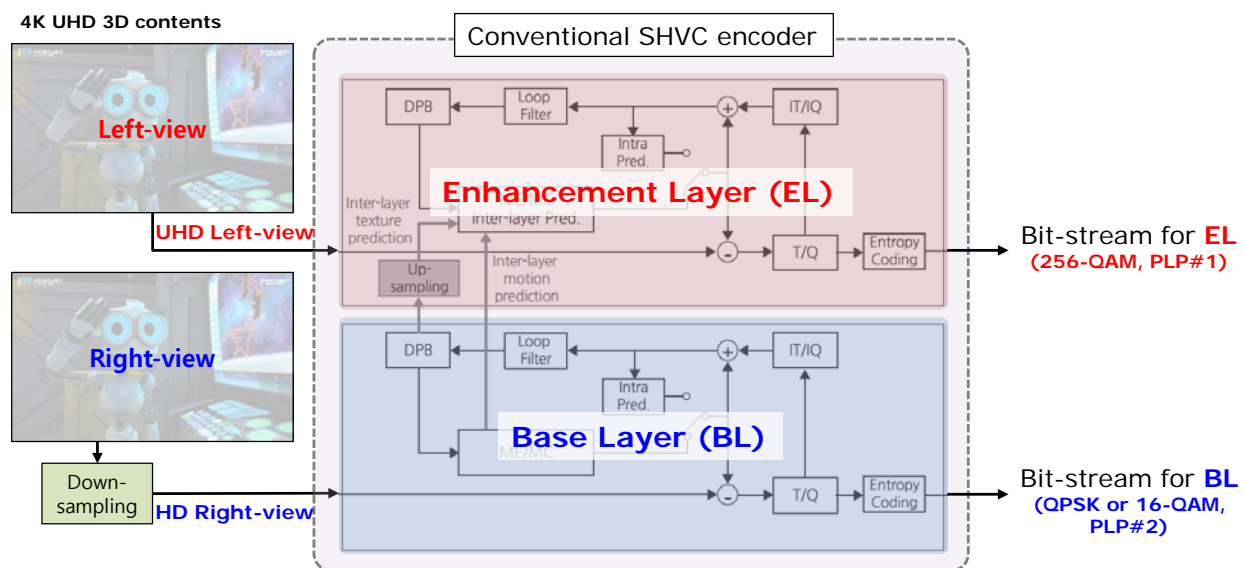 4K UHD 3D contents
Conventional SHVC encoder
Left-view
DPB
Loop
Filter
+
IT/IQ
Intra
Pred.
Enhancement Layer (EL)
Inter-layer
texture
prediction
Inter-layer Pred.
UHD Left-view
-
T/Q
Entropy
Coding
Bit-stream for EL
(256-QAM, PLP#1)
Up-
sampling
Inter-layer
motion
prediction
Right-view
DPB
Loop
Filter
+
IT/IQ
Intra
Pred.
Base Layer (BL)
ME/MC
Down-
sampling
HD Right-view
-
T/Q
Entropy
Coding
Bit-stream for BL
(QPSK or 16-QAM,
PLP#2)